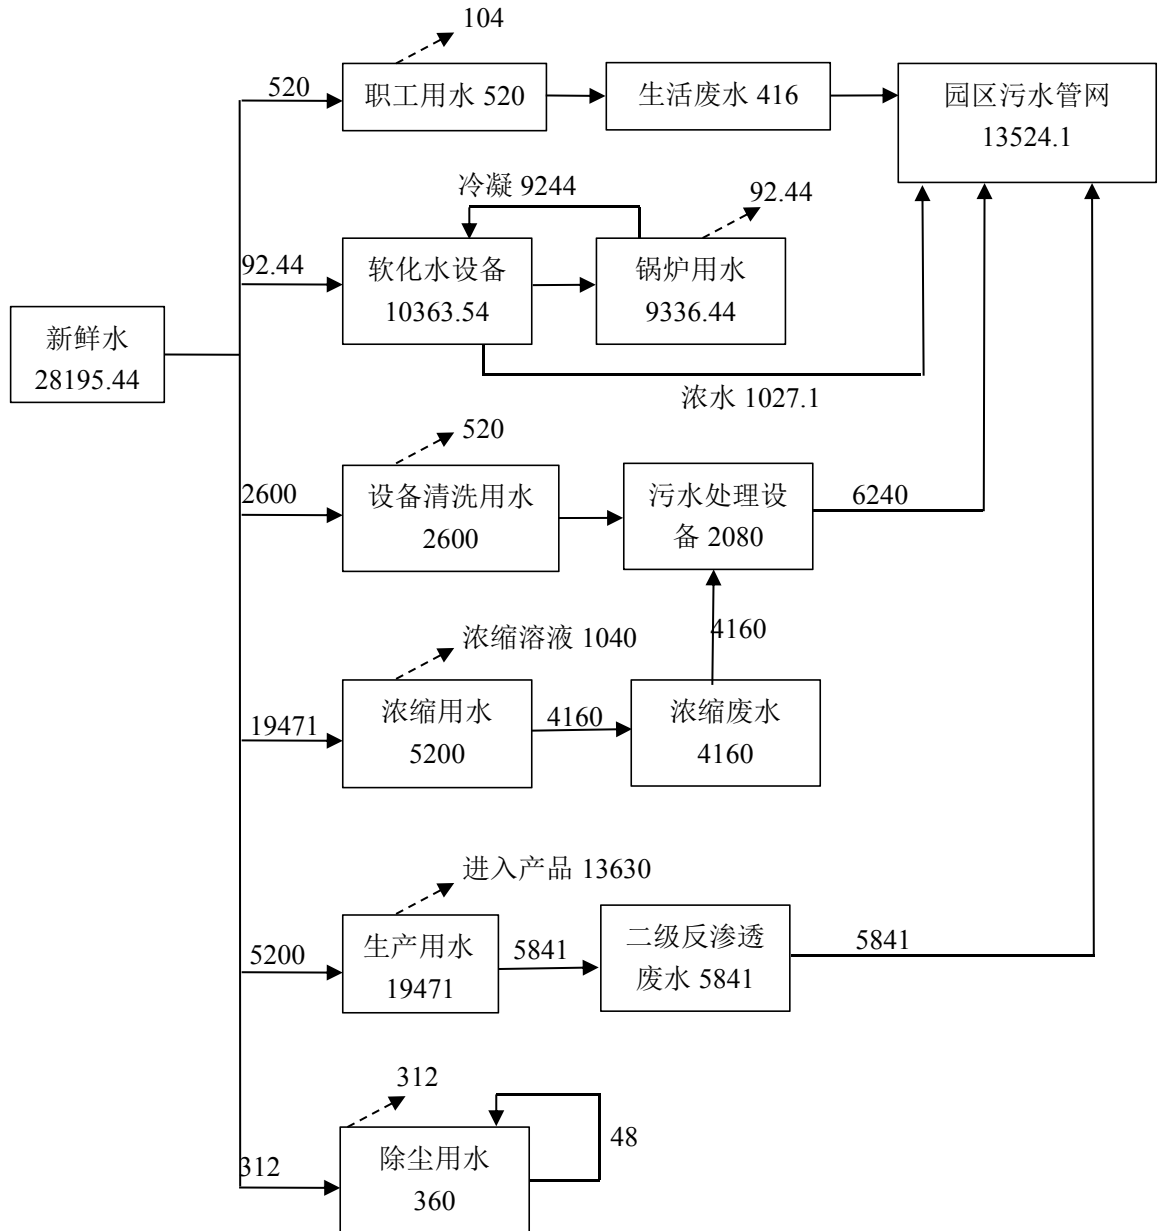 104
520
职工用水 520
生活废水 416
园区污水管网
13524.1
冷凝 9244
92.44
92.44
软化水设备
10363.54
锅炉用水
9336.44
新鲜水
28195.44
浓水 1027.1
520
2600
设备清洗用水
2600
污水处理设
备 2080
6240
4160
浓缩溶液 1040
19471
浓缩用水
5200
4160
浓缩废水
4160
进入产品 13630
5200
生产用水
19471
5841
二级反渗透
废水 5841
5841
312
312
除尘用水
360
48